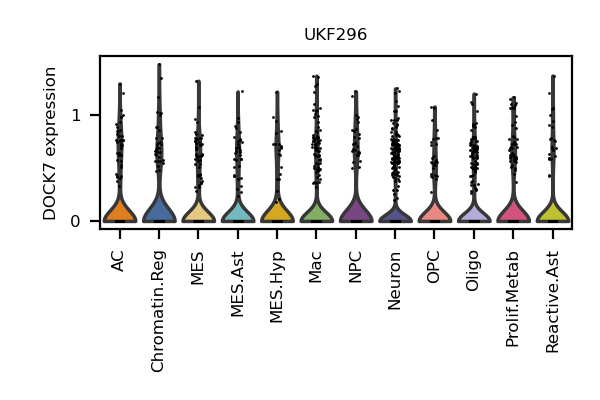 UKF296
DOCK7 expression
1
0
AC
Chromatin.Reg
MES
MES.Ast
MES.Hyp
Mac
NPC
Neuron
OPC
Oligo
Prolif.Metab
Reactive.Ast